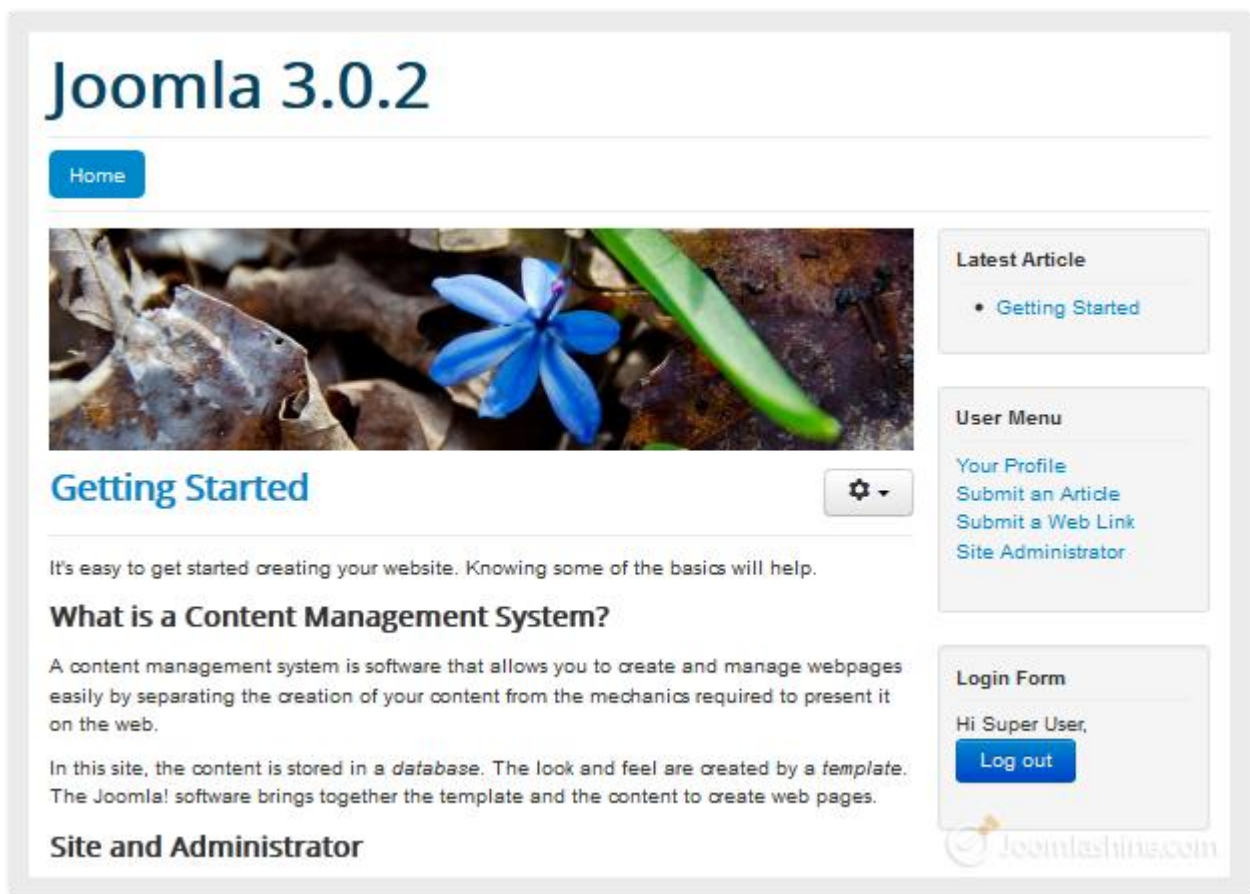 Joomla 3.0.2
Home
Getting Started
It's easy to get started creating your website. Knowing some of the basics will help.
What is a Content Management System?
A content management system is software that allows you to create and manage webpages
easily by separating the creation of your content from the mechanics required to present it
on the web.
In this site, the content is stored in a database. The look and feel are created by a template.
The Joomla! software brings together the template and the content to create web pages.
Site and Administrator
Latest Article
Getting Started
User Menu
Your Profile
Submit an Article
Submit a Web Link
Site Administrator
Login Form
Hi Super User,
Log out
Joomlashine.com